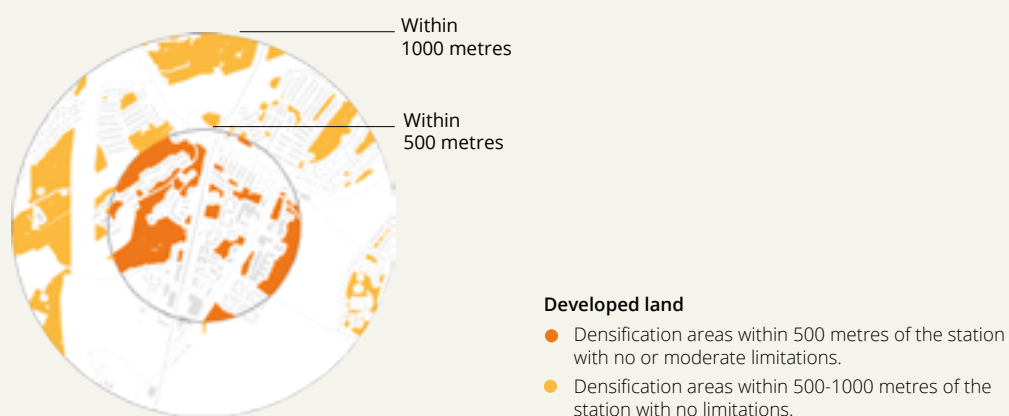 Within
1000 metres
Within
500 metres
Developed land
Densification areas within 500 metres of the station
with no or moderate limitations.
Densification areas within 500-1000 metres of the
station with no limitations.